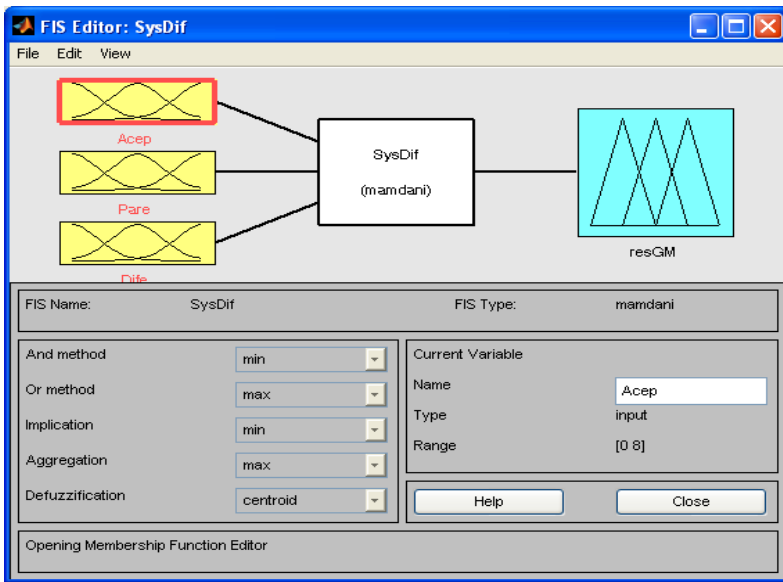 FIS Editor: SysDif
File Edit View
Acep
Pare
Dife
SysDif
(mamdani)
resGM
FIS Name: SysDif FIS Type: mamdani
And method min
Or method max
Implication min
Aggregation max
Defuzzification centroid
Current Variable
Name Acep
Type input
Range [0 8]
Help Close
Opening Membership Function Editor